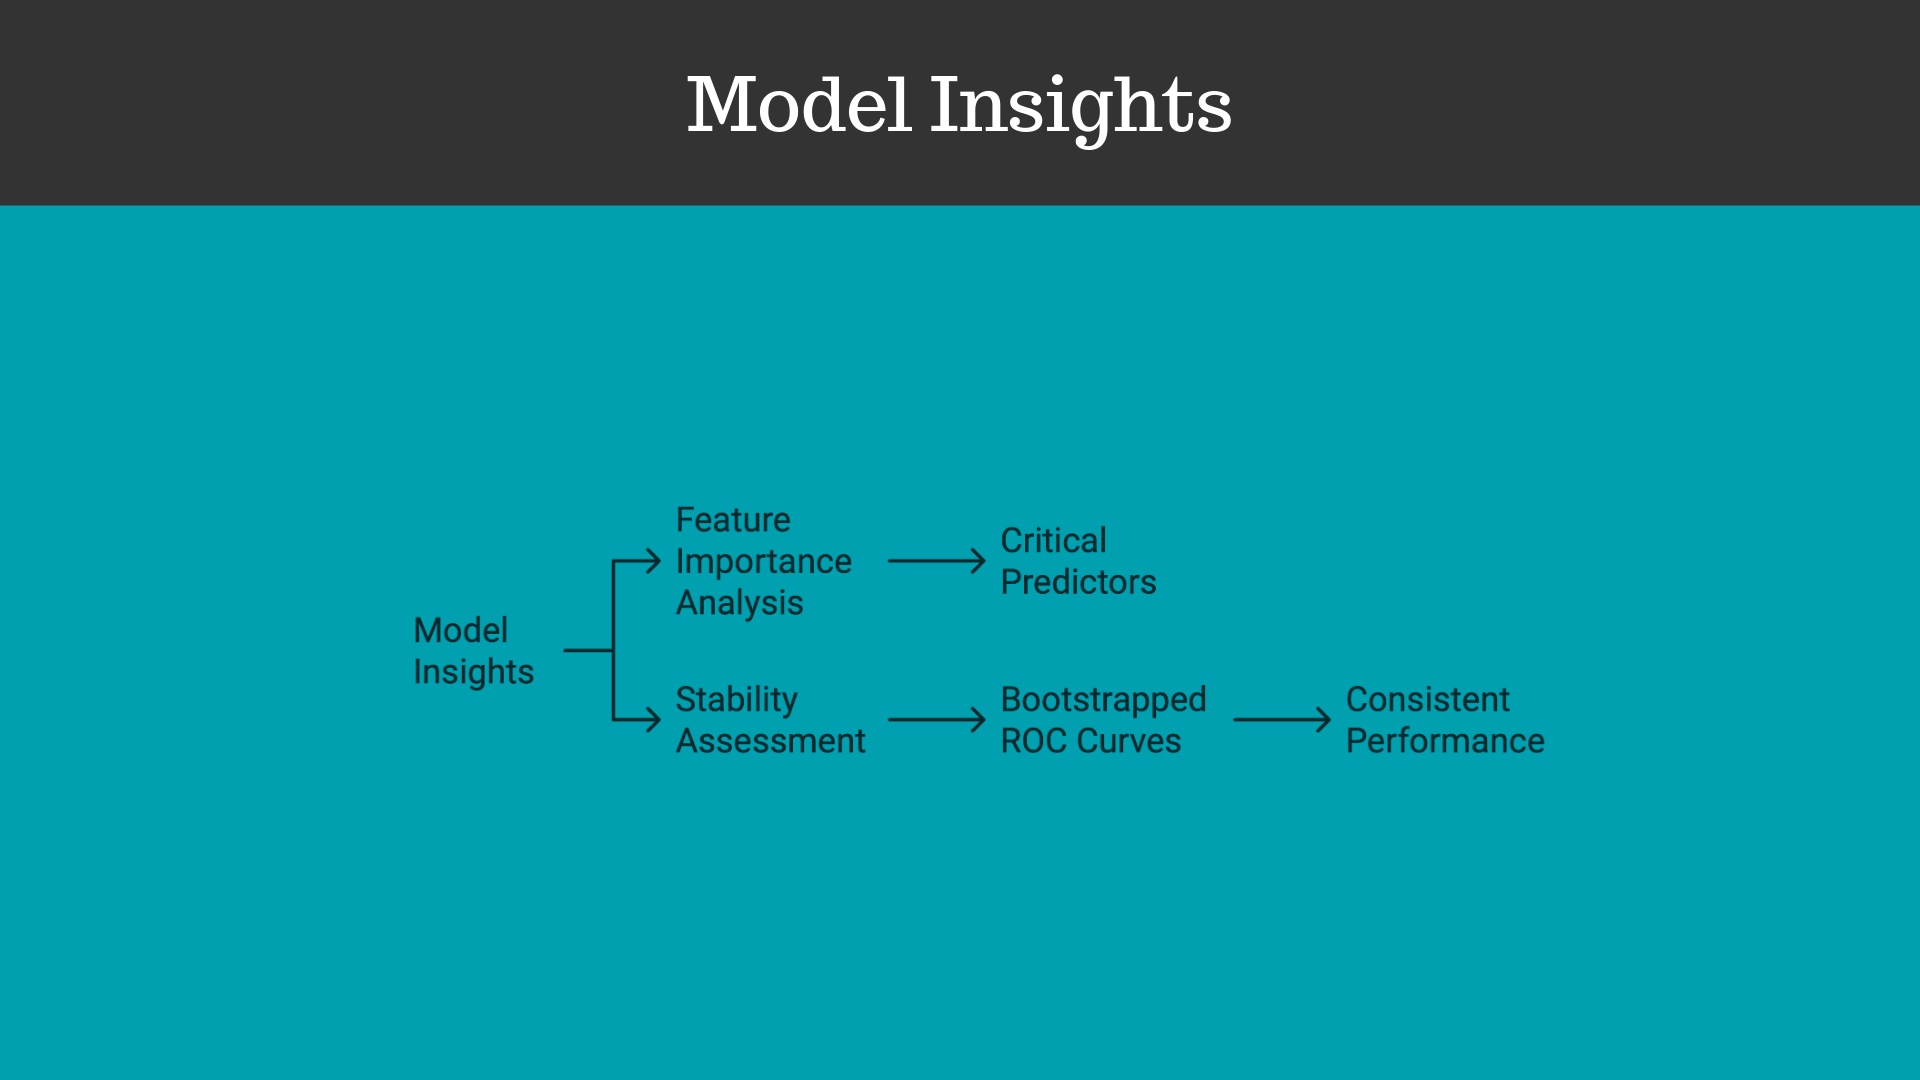 Model Insights
Model
Insights
Feature
Importance
Analysis
Critical
Predictors
Stability
Assessment
Bootstrapped
ROC Curves
Consistent
Performance